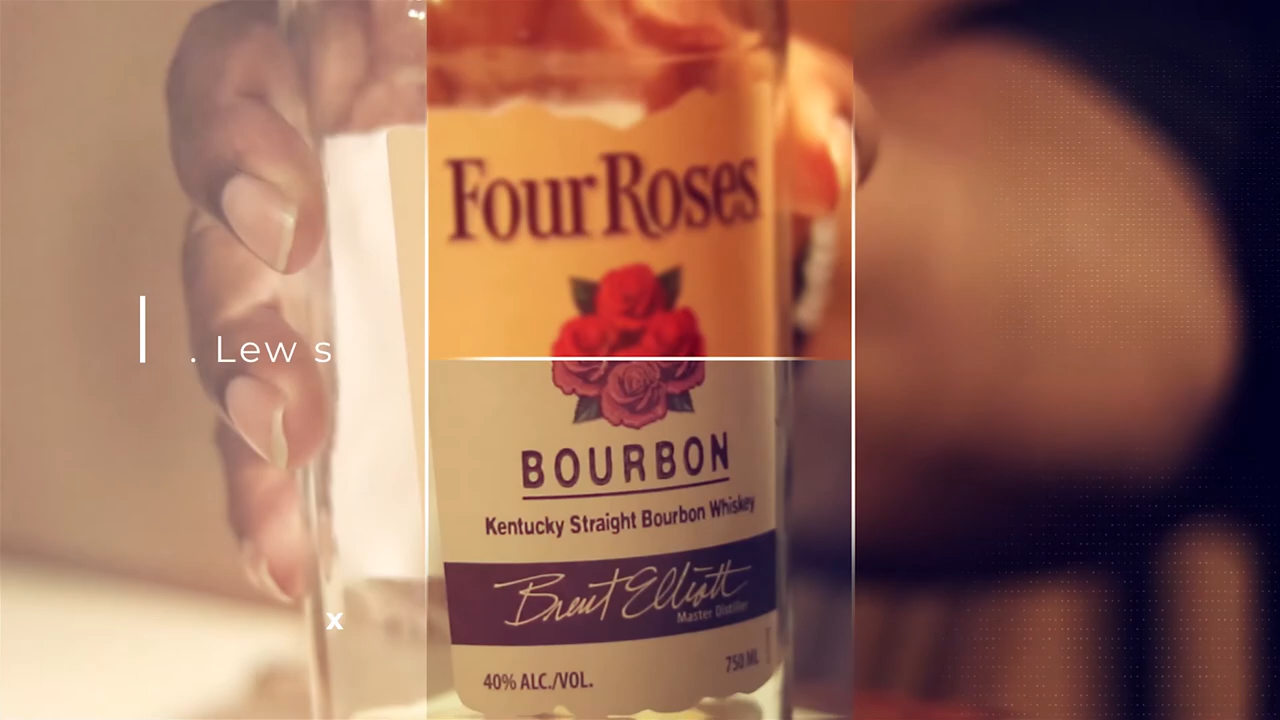 Four Roses
. Lew s
BOURBON
Kentucky Straight Bourbon Whiskey
Brent Elliott
Master Distiller
x
750 ML
40% ALC./VOL.